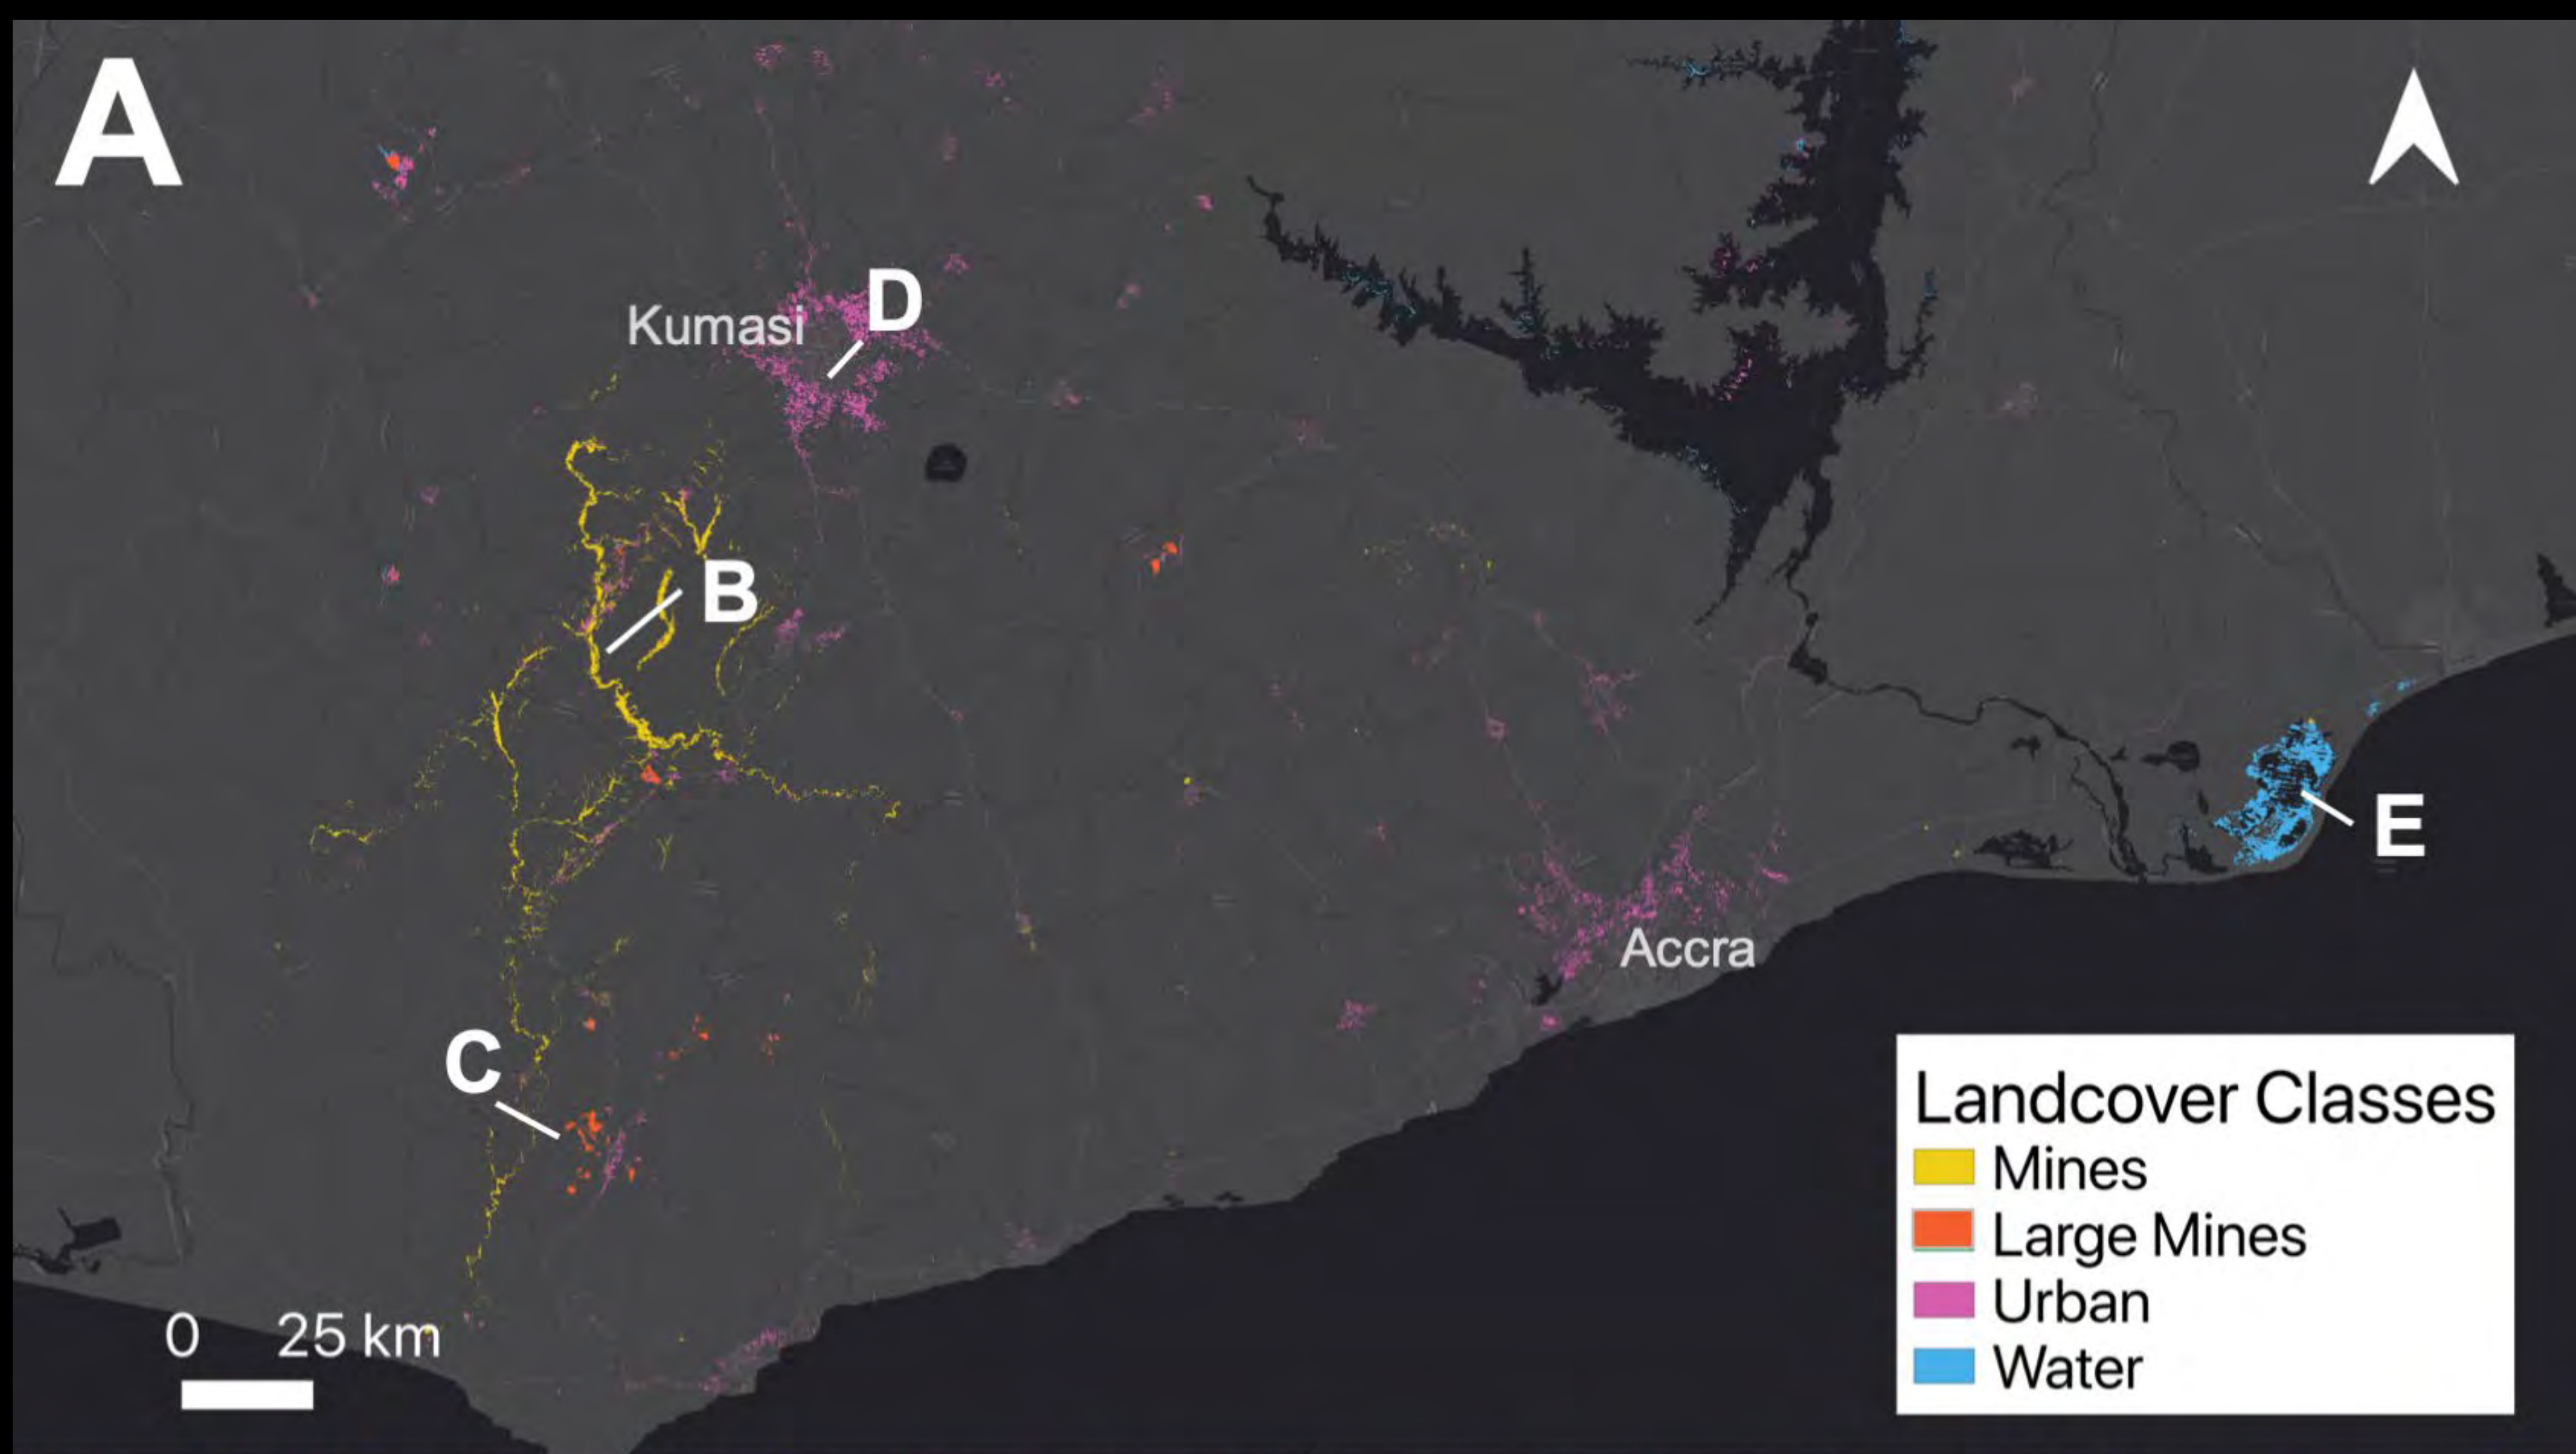 A
Kumasi
D
B
E
Accra
C
Landcover Classes
Mines
Large Mines
Urban
Water
0 25 km